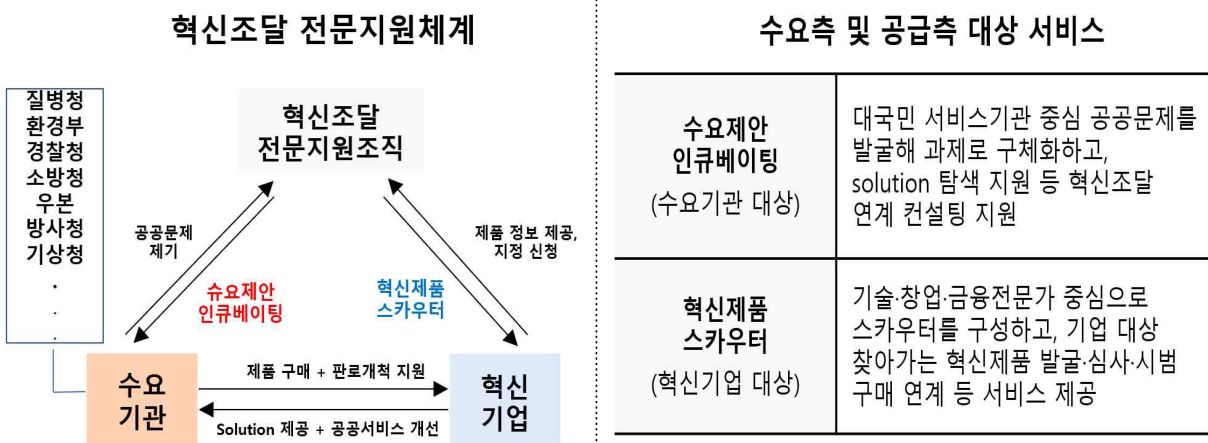 혁신조달 전문지원체계
질병청
환경부
경찰청
소방청
우본
방사청
기상청
.
.
.
혁신조달
전문지원조직
공공문제
제기
슈요제안
인큐베이팅
혁신제품
스카우터
제품 정보 제공,
지정 신청
수요
기관
제품 구매 + 판로개척 지원
Solution 제공 + 공공서비스 개선
혁신
기업
수요측 및 공급측 대상 서비스
수요제안
인큐베이팅
(수요기관 대상)
대국민 서비스기관 중심 공공문제를
발굴해 과제로 구체화하고,
solution 탐색 지원 등 혁신조달
연계 컨설팅 지원
혁신제품
스카우터
(혁신기업 대상)
기술·창업·금융전문가 중심으로
스카우터를 구성하고, 기업 대상
찾아가는 혁신제품 발굴·심사·시범
구매 연계 등 서비스 제공